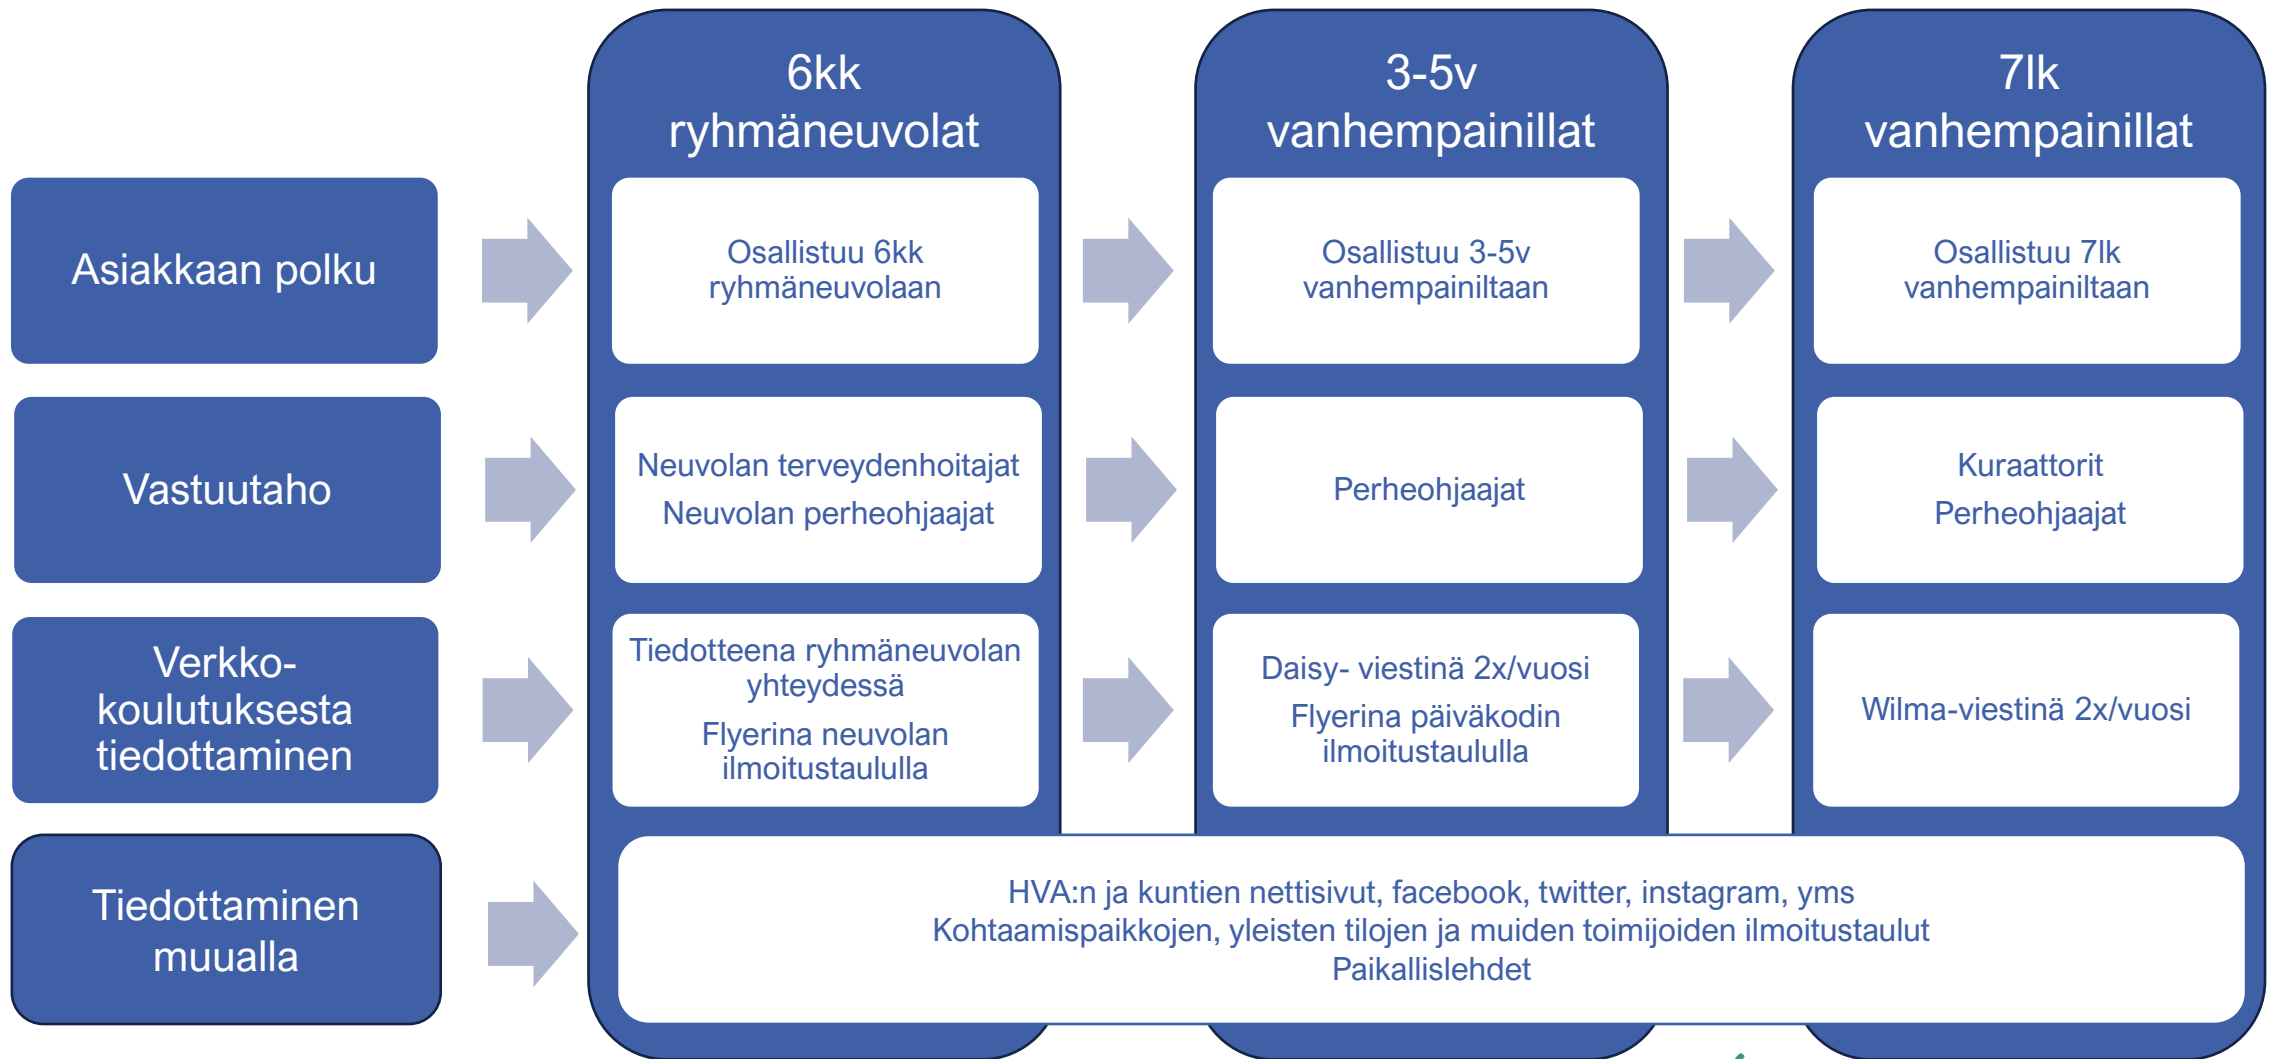 6kk
ryhmäneuvolat
3-5v
vanhempainillat
7lk
vanhempainillat
Asiakkaan polku
Osallistuu 6kk
ryhmäneuvolaan
Osallistuu 3-5v
vanhempainiltaan
Osallistuu 7lk
vanhempainiltaan
Vastuutaho
Neuvolan terveydenhoitajat
Neuvolan perheohjaajat
Perheohjaajat
Kuraattorit
Perheohjaajat
Verkko-
koulutuksesta
tiedottaminen
Tiedotteena ryhmäneuvolan
yhteydessä
Flyerina neuvolan
ilmoitustaululla
Daisy- viestinä 2x/vuosi
Flyerina päiväkodin
ilmoitustaululla
Wilma-viestinä 2x/vuosi
Tiedottaminen
muualla
HVA:n ja kuntien nettisivut, facebook, twitter, instagram, yms
Kohtaamispaikkojen, yleisten tilojen ja muiden toimijoiden ilmoitustaulut
Paikallislehdet